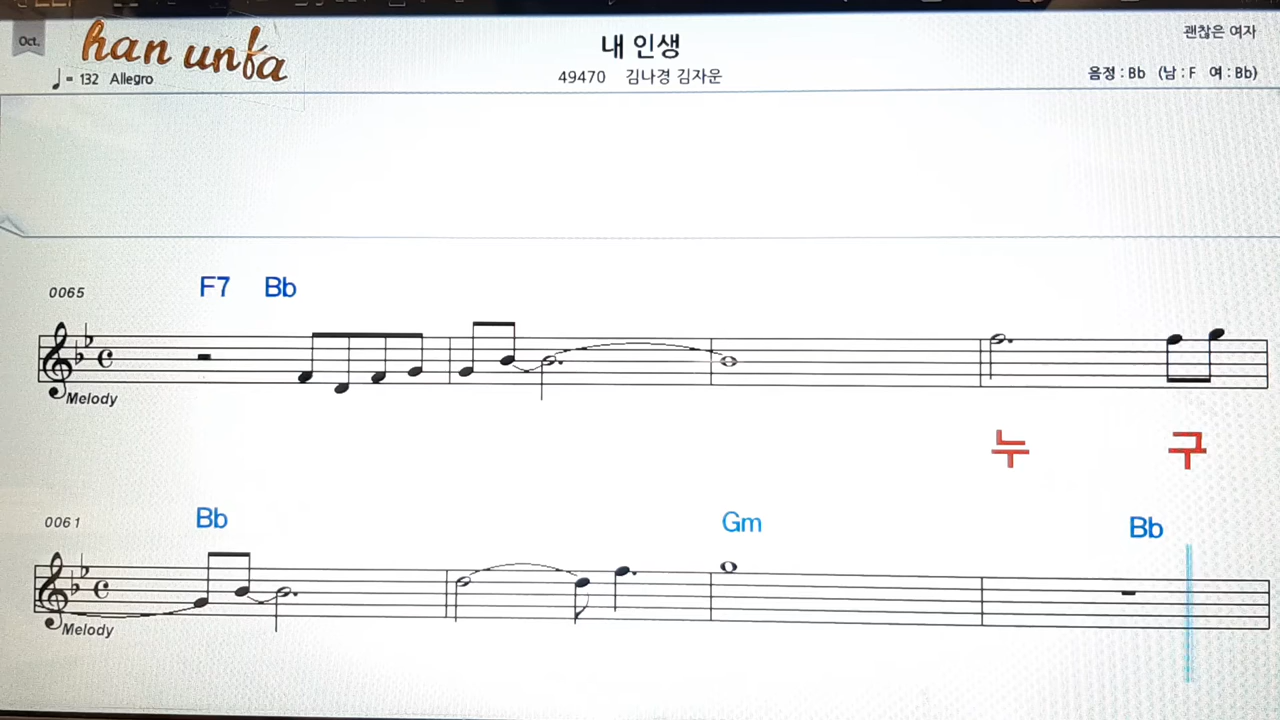 Oct.
han unfa
내 인생
괜찮은 여자
= 132 Allegro
49470 김나경 김자운
음정 : Bb (남 : F 여 : Bb)
0065
F7 Bb
Melody
누 구
0061
Bb Gm Bb
Melody